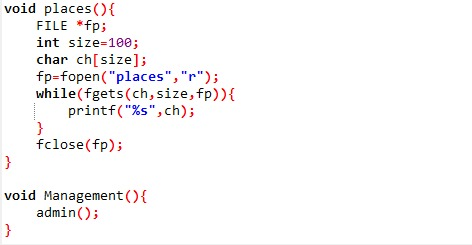 void places(){
    FILE *fp;
    int size=100;
    char ch[size];
    fp=fopen("places","r");
    while(fgets(ch,size,fp)){
        printf("%s",ch);
    }
    fclose(fp);
}

void Management(){
    admin();
}